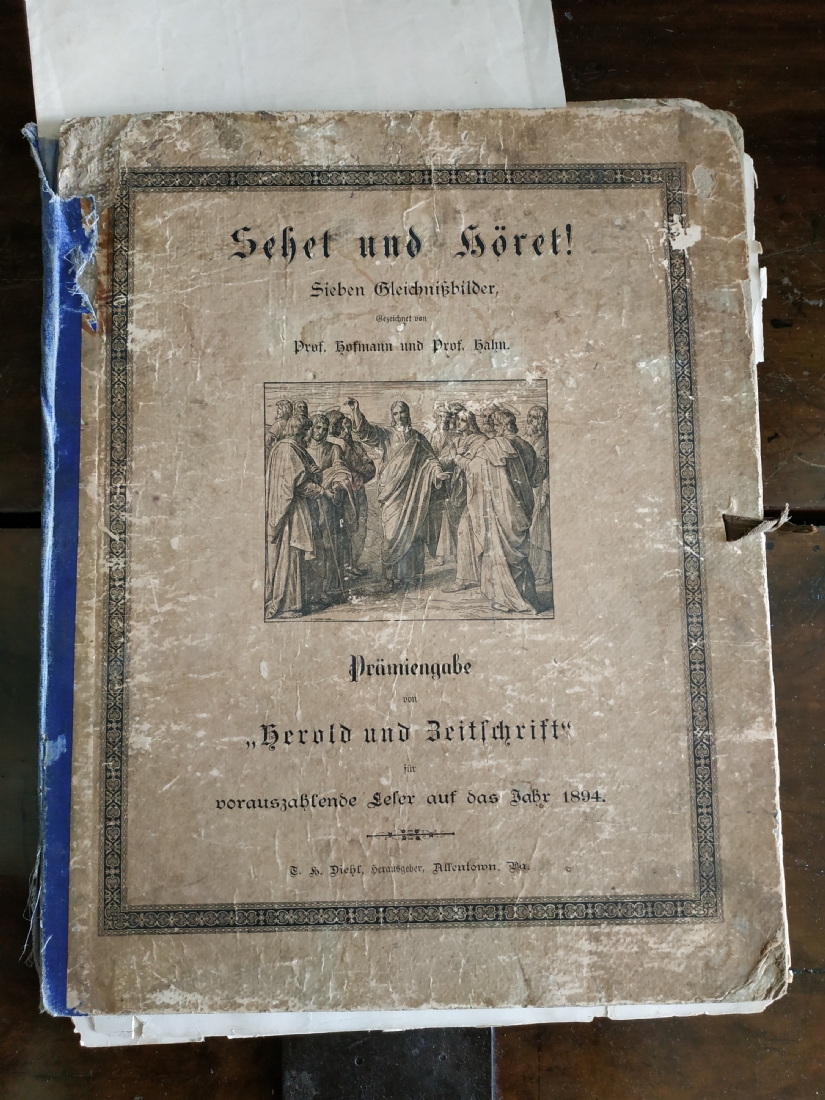 Sehet und Höret!
Sieben Gleichnißbilder,
Gezeichnet von
Prof. Hofmann und Prof. Hahn.
Prämiengabe
von
„Herold und Zeitschrift“
für
vorauszahlende Leser auf das Jahr 1894.
T. H. Diehl, Herausgeber, Allentown, Pa.